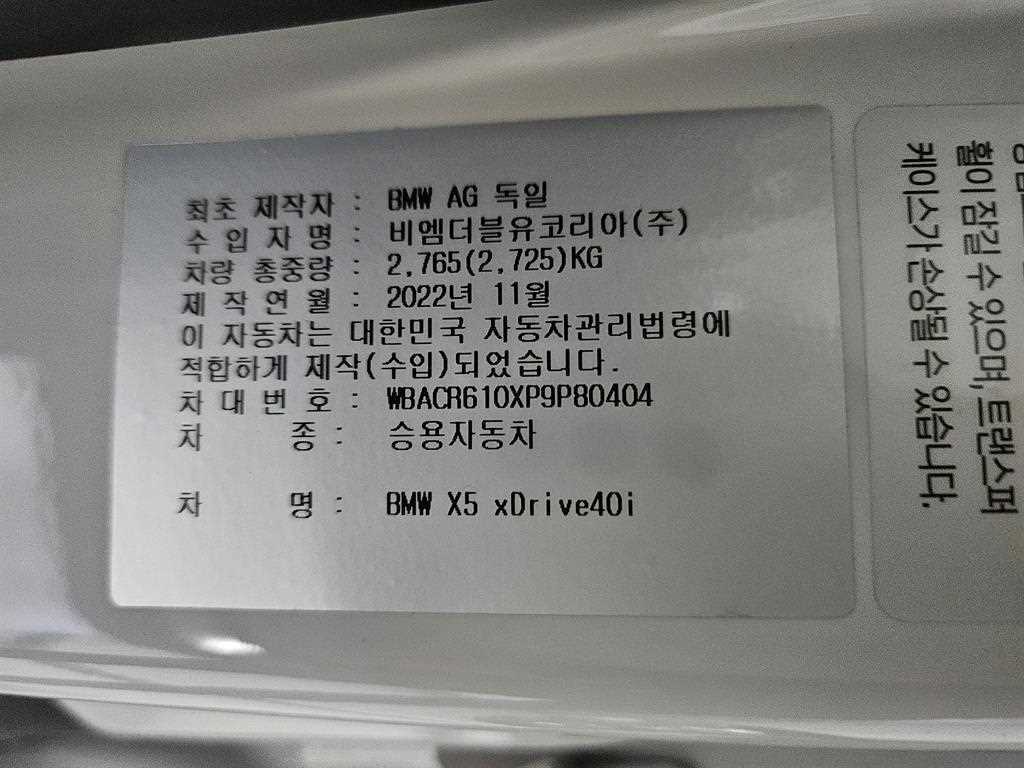 최초 제작자 : BMW AG 독일
수 입 자 명 : 비엠더블유코리아(주)
차량 총중량 : 2,765(2,725)KG
제 작 연 월 : 2022년 11월
이 자동차는 대한민국 자동차관리법령에
적합하게 제작(수입)되었습니다.
차 대 번 호 : WBACR610XP9P80404
차 종 : 승용자동차
차 명 : BMW X5 xDrive40i
휠이 잠길 수 있으며, 트랜스퍼
케이스가 손상될 수 있습니다.